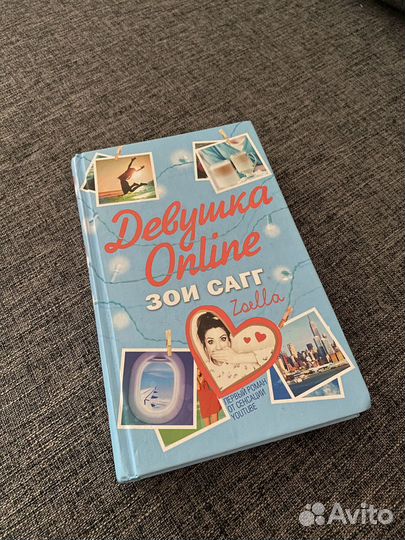 Девушка
Online
ЗОИ САГГ
Zoella
ПЕРВЫЙ РОМАН
ОТ СЕНСАЦИИ
YOUTUBE
Avito